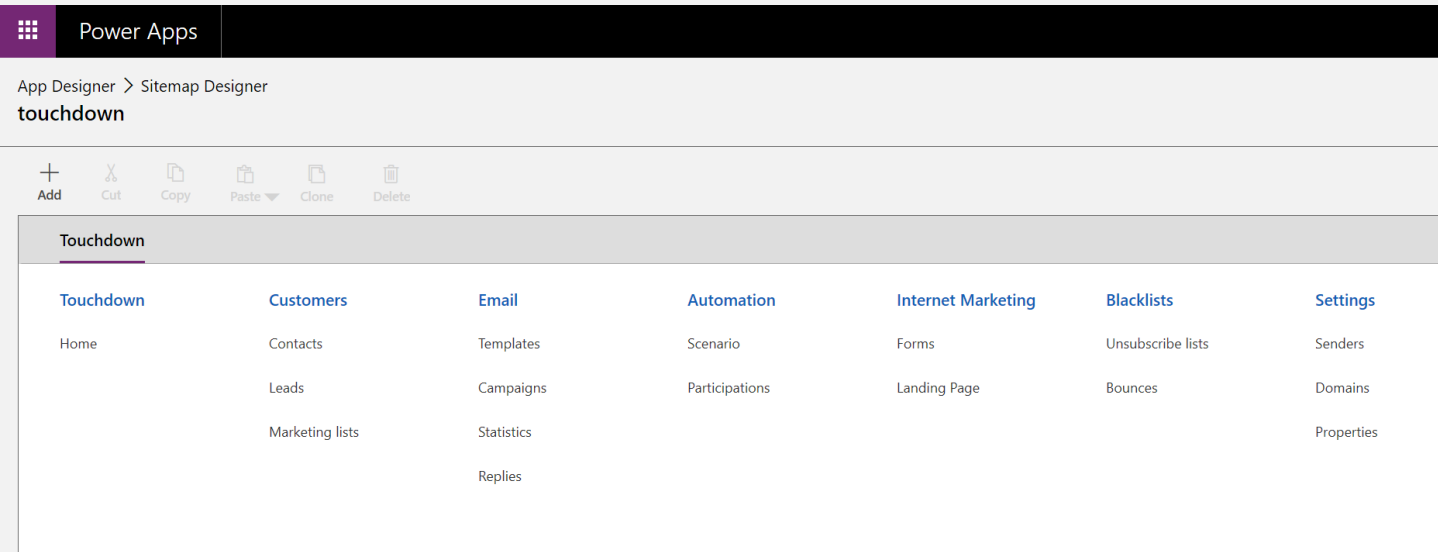 Power Apps
App Designer > Sitemap Designer
touchdown
Add Cut Copy Paste Clone Delete
Touchdown
Touchdown Customers Email Automation Internet Marketing Blacklists Settings
Home Contacts Templates Scenario Forms Unsubscribe lists Senders
Leads Campaigns Participations Landing Page Bounces Domains
Marketing lists Statistics Properties
Replies